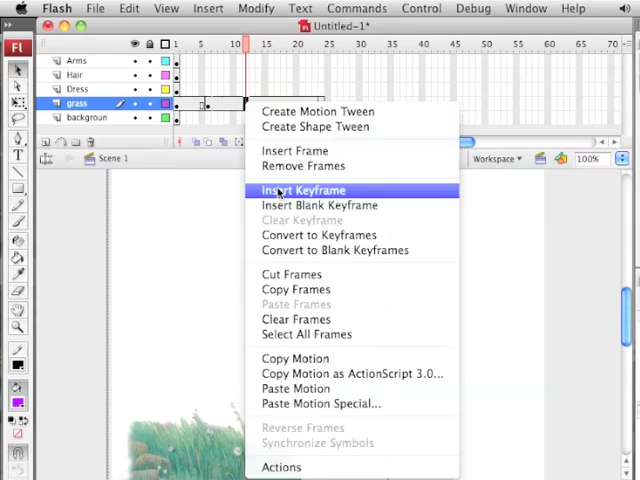 Flash File Edit View Insert Modify Text Commands Control Debug Window Help
Untitled-1*
Fl
1 5 10 15 20 25 30 35 40 45 50 55 60 65 70
Arms
Hair
Dress
grass
backgroun
Scene 1
Workspace
100%
Create Motion Tween
Create Shape Tween
Insert Frame
Remove Frames
Insert Keyframe
Insert Blank Keyframe
Clear Keyframe
Convert to Keyframes
Convert to Blank Keyframes
Cut Frames
Copy Frames
Paste Frames
Clear Frames
Select All Frames
Copy Motion
Copy Motion as ActionScript 3.0...
Paste Motion
Paste Motion Special...
Reverse Frames
Synchronize Symbols
Actions